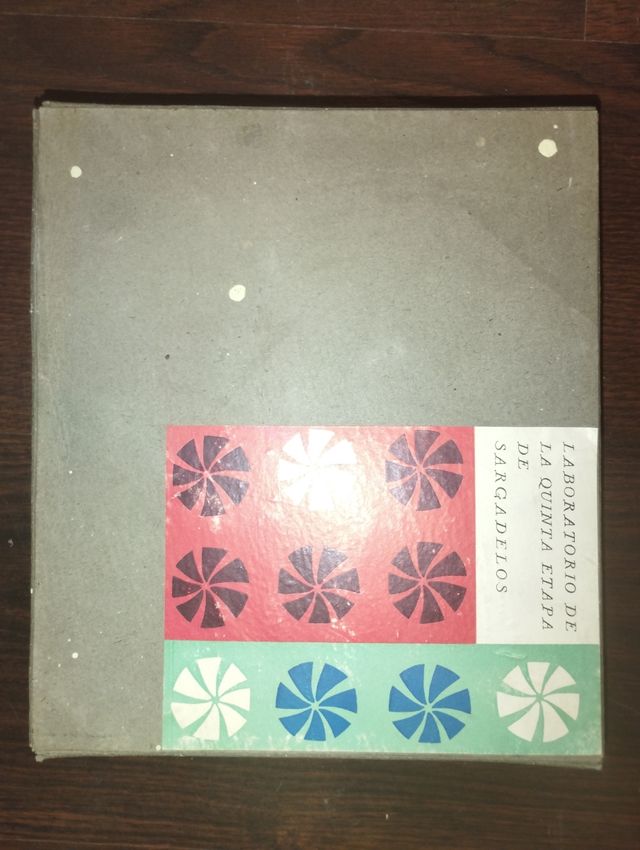 LABORATORIO DE
LA QUINTA ETAPA
DE
SARGADELOS